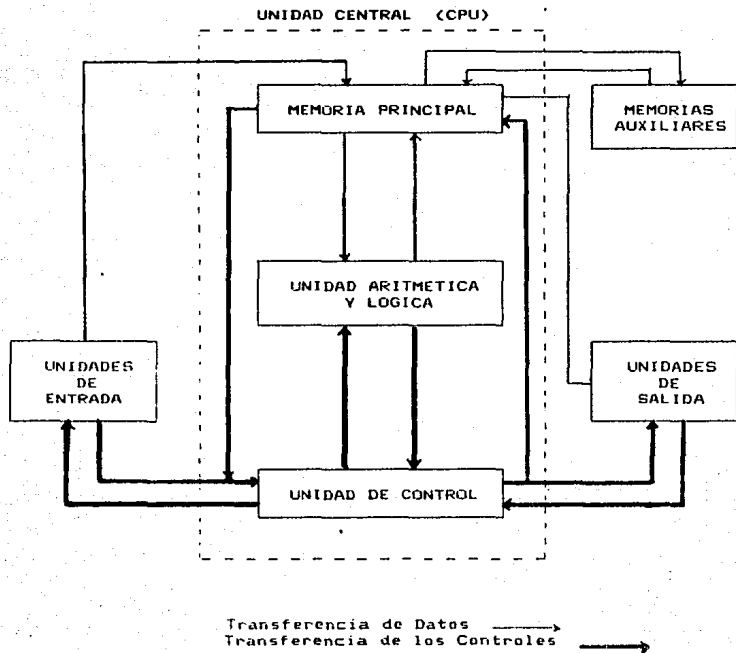 UNIDAD CENTRAL (CPU)
MEMORIA PRINCIPAL
MEMORIAS
AUXILIARES
UNIDAD ARITMETICA
Y LOGICA
UNIDADES
DE
ENTRADA
UNIDADES
DE
SALIDA
UNIDAD DE CONTROL
Transferencia de Datos
Transferencia de los Controles